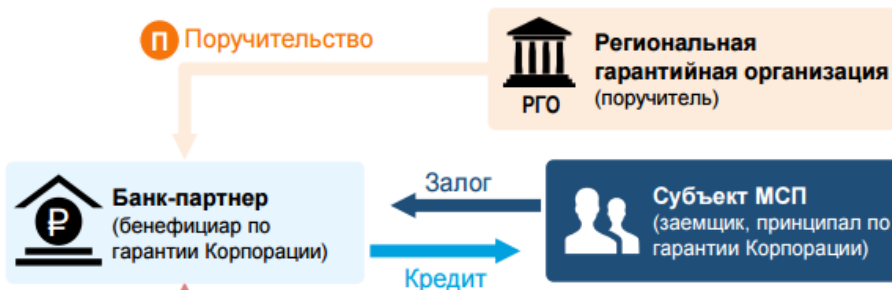 П Поручительство
Региональная
гарантийная организация
(поручитель)
РГО
Банк-партнер
(бенефициар по
гарантии Корпорации)
₽
Залог
Кредит
Субъект МСП
(заемщик, принципал по
гарантии Корпорации)